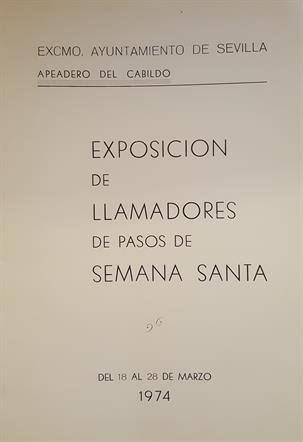 EXCMO. AYUNTAMIENTO DE SEVILLA
APEADERO DEL CABILDO
EXPOSICION
DE
LLAMADORES
DE PASOS DE
SEMANA SANTA
96
DEL 18 AL 28 DE MARZO
1974